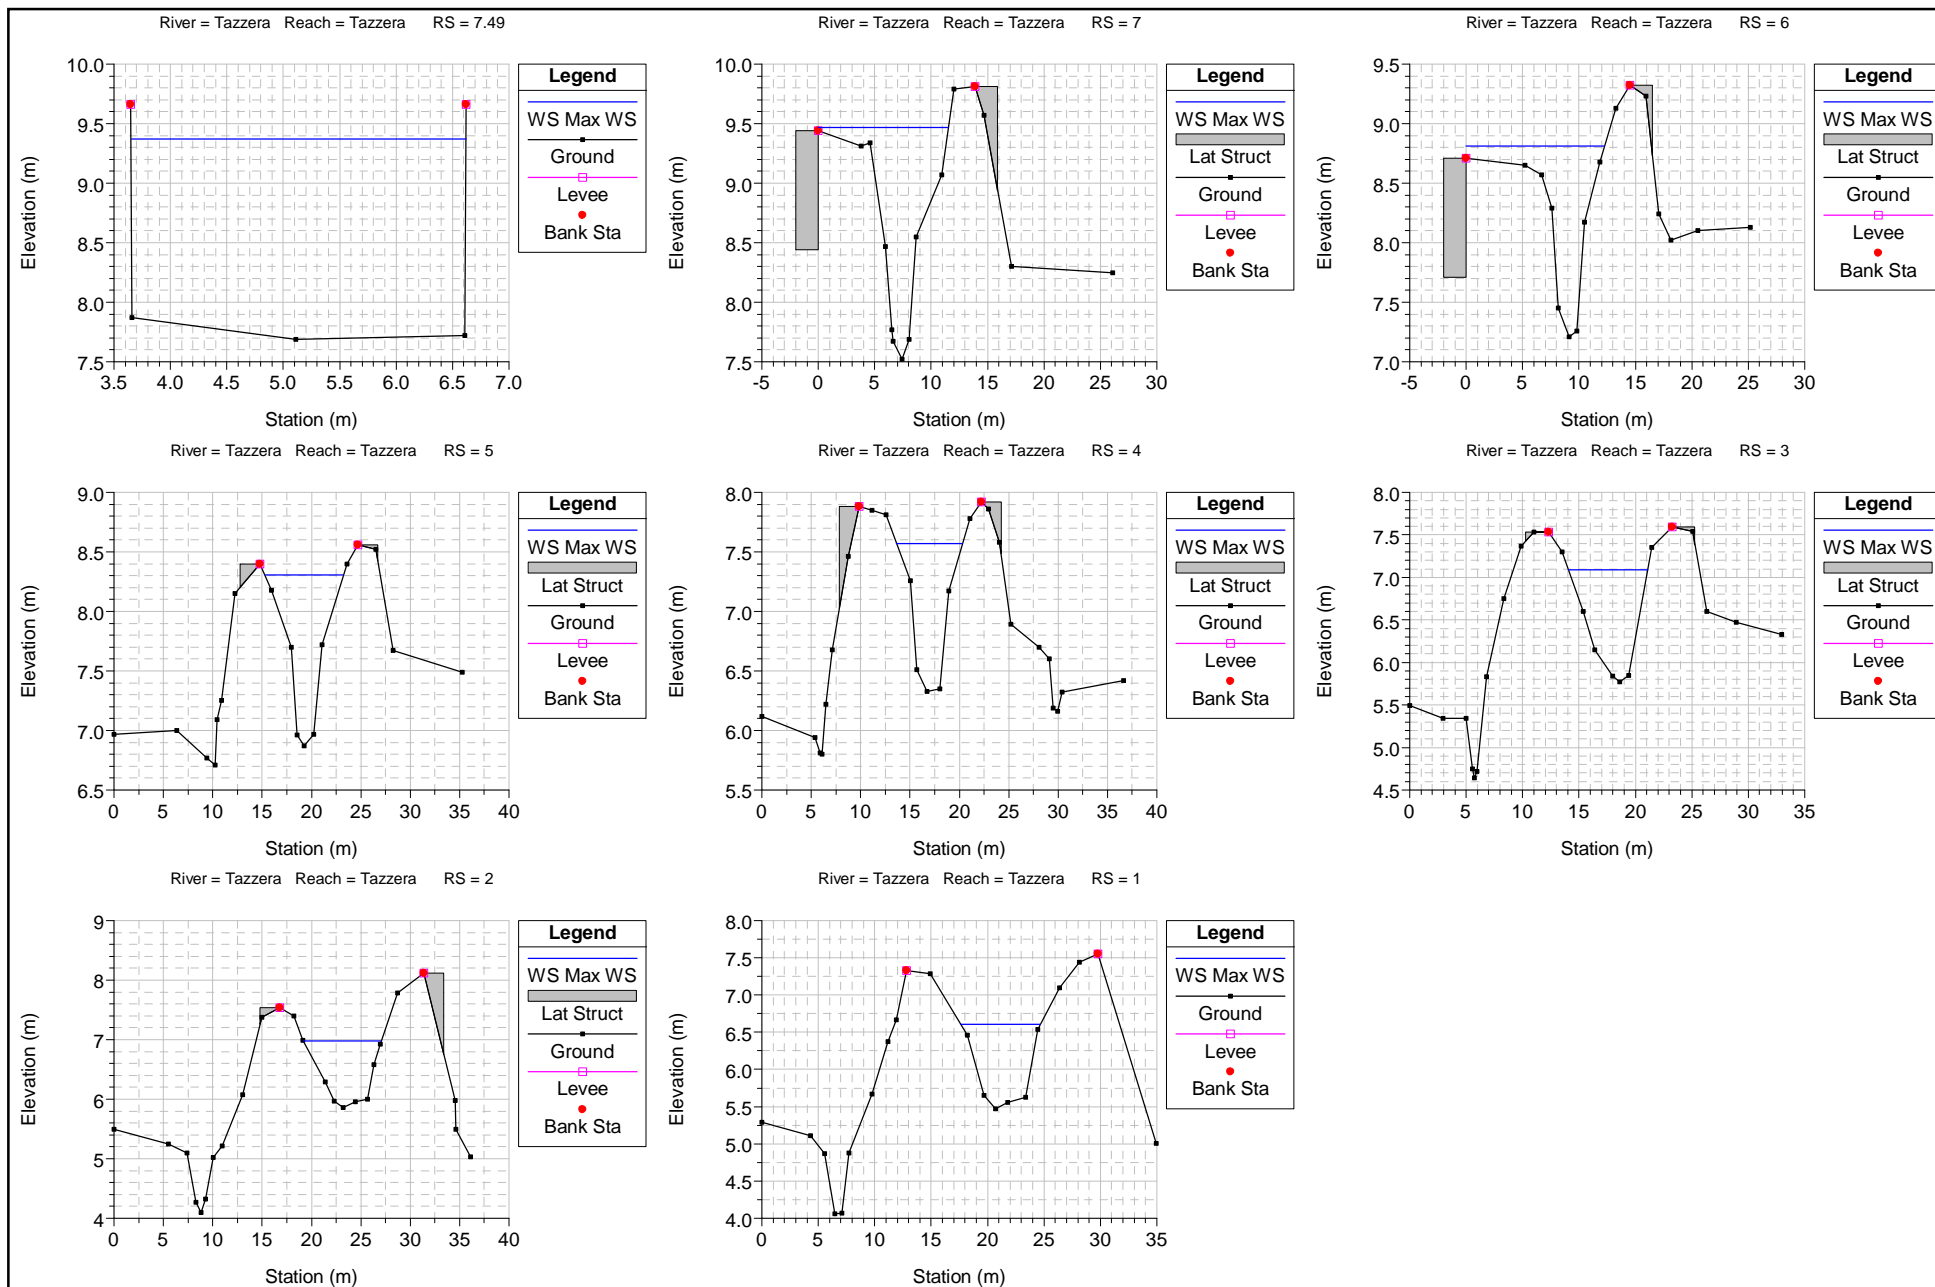 River = Tazzera Reach = Tazzera RS = 7.49
10.0
9.5
9.0
8.5
8.0
7.5
3.5 4.0 4.5 5.0 5.5 6.0 6.5 7.0
Station (m)
Elevation (m)
Legend
WS Max WS
Ground
Levee
Bank Sta
River = Tazzera Reach = Tazzera RS = 7
10.0
9.5
9.0
8.5
8.0
7.5
-5 0 5 10 15 20 25 30
Station (m)
Elevation (m)
Legend
WS Max WS
Lat Struct
Ground
Levee
Bank Sta
River = Tazzera Reach = Tazzera RS = 6
9.5
9.0
8.5
8.0
7.5
7.0
-5 0 5 10 15 20 25 30
Station (m)
Elevation (m)
Legend
WS Max WS
Lat Struct
Ground
Levee
Bank Sta
River = Tazzera Reach = Tazzera RS = 5
9.0
8.5
8.0
7.5
7.0
6.5
0 5 10 15 20 25 30 35 40
Station (m)
Elevation (m)
Legend
WS Max WS
Lat Struct
Ground
Levee
Bank Sta
River = Tazzera Reach = Tazzera RS = 4
8.0
7.5
7.0
6.5
6.0
5.5
0 5 10 15 20 25 30 35 40
Station (m)
Elevation (m)
Legend
WS Max WS
Lat Struct
Ground
Levee
Bank Sta
River = Tazzera Reach = Tazzera RS = 3
8.0
7.5
7.0
6.5
6.0
5.5
5.0
4.5
0 5 10 15 20 25 30 35
Station (m)
Elevation (m)
Legend
WS Max WS
Lat Struct
Ground
Levee
Bank Sta
River = Tazzera Reach = Tazzera RS = 2
9
8
7
6
5
4
0 5 10 15 20 25 30 35 40
Station (m)
Elevation (m)
Legend
WS Max WS
Lat Struct
Ground
Levee
Bank Sta
River = Tazzera Reach = Tazzera RS = 1
8.0
7.5
7.0
6.5
6.0
5.5
5.0
4.5
4.0
0 5 10 15 20 25 30 35
Station (m)
Elevation (m)
Legend
WS Max WS
Ground
Levee
Bank Sta